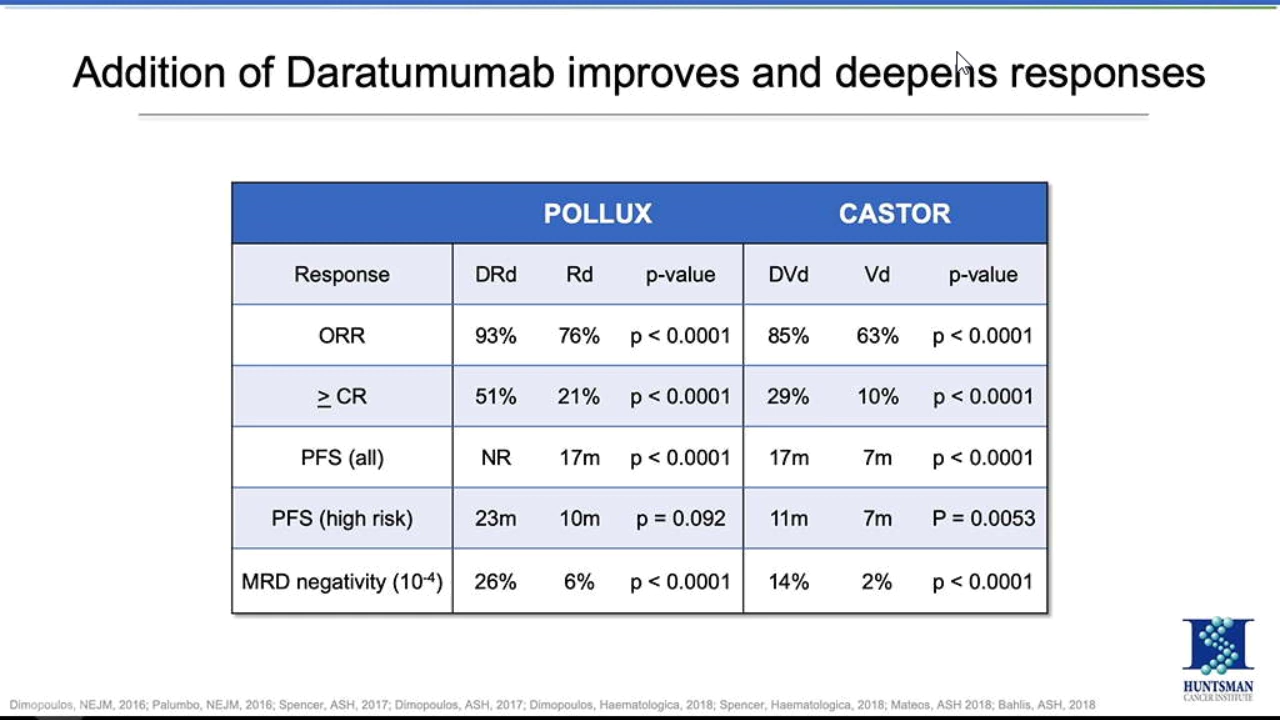 Addition of Daratumumab improves and deepens responses
POLLUX CASTOR
Response DRd Rd p-value DVd Vd p-value
ORR 93% 76% p < 0.0001 85% 63% p < 0.0001
≥ CR 51% 21% p < 0.0001 29% 10% p < 0.0001
PFS (all) NR 17m p < 0.0001 17m 7m p < 0.0001
PFS (high risk) 23m 10m p = 0.092 11m 7m P = 0.0053
MRD negativity (10⁻⁴) 26% 6% p < 0.0001 14% 2% p < 0.0001
HUNTSMAN
CANCER INSTITUTE
Dimopoulos, NEJM, 2016; Palumbo, NEJM, 2016; Spencer, ASH, 2017; Dimopoulos, ASH, 2017; Dimopoulos, Haematologica, 2018; Spencer, Haematologica, 2018; Mateos, ASH 2018; Bahlis, ASH, 2018